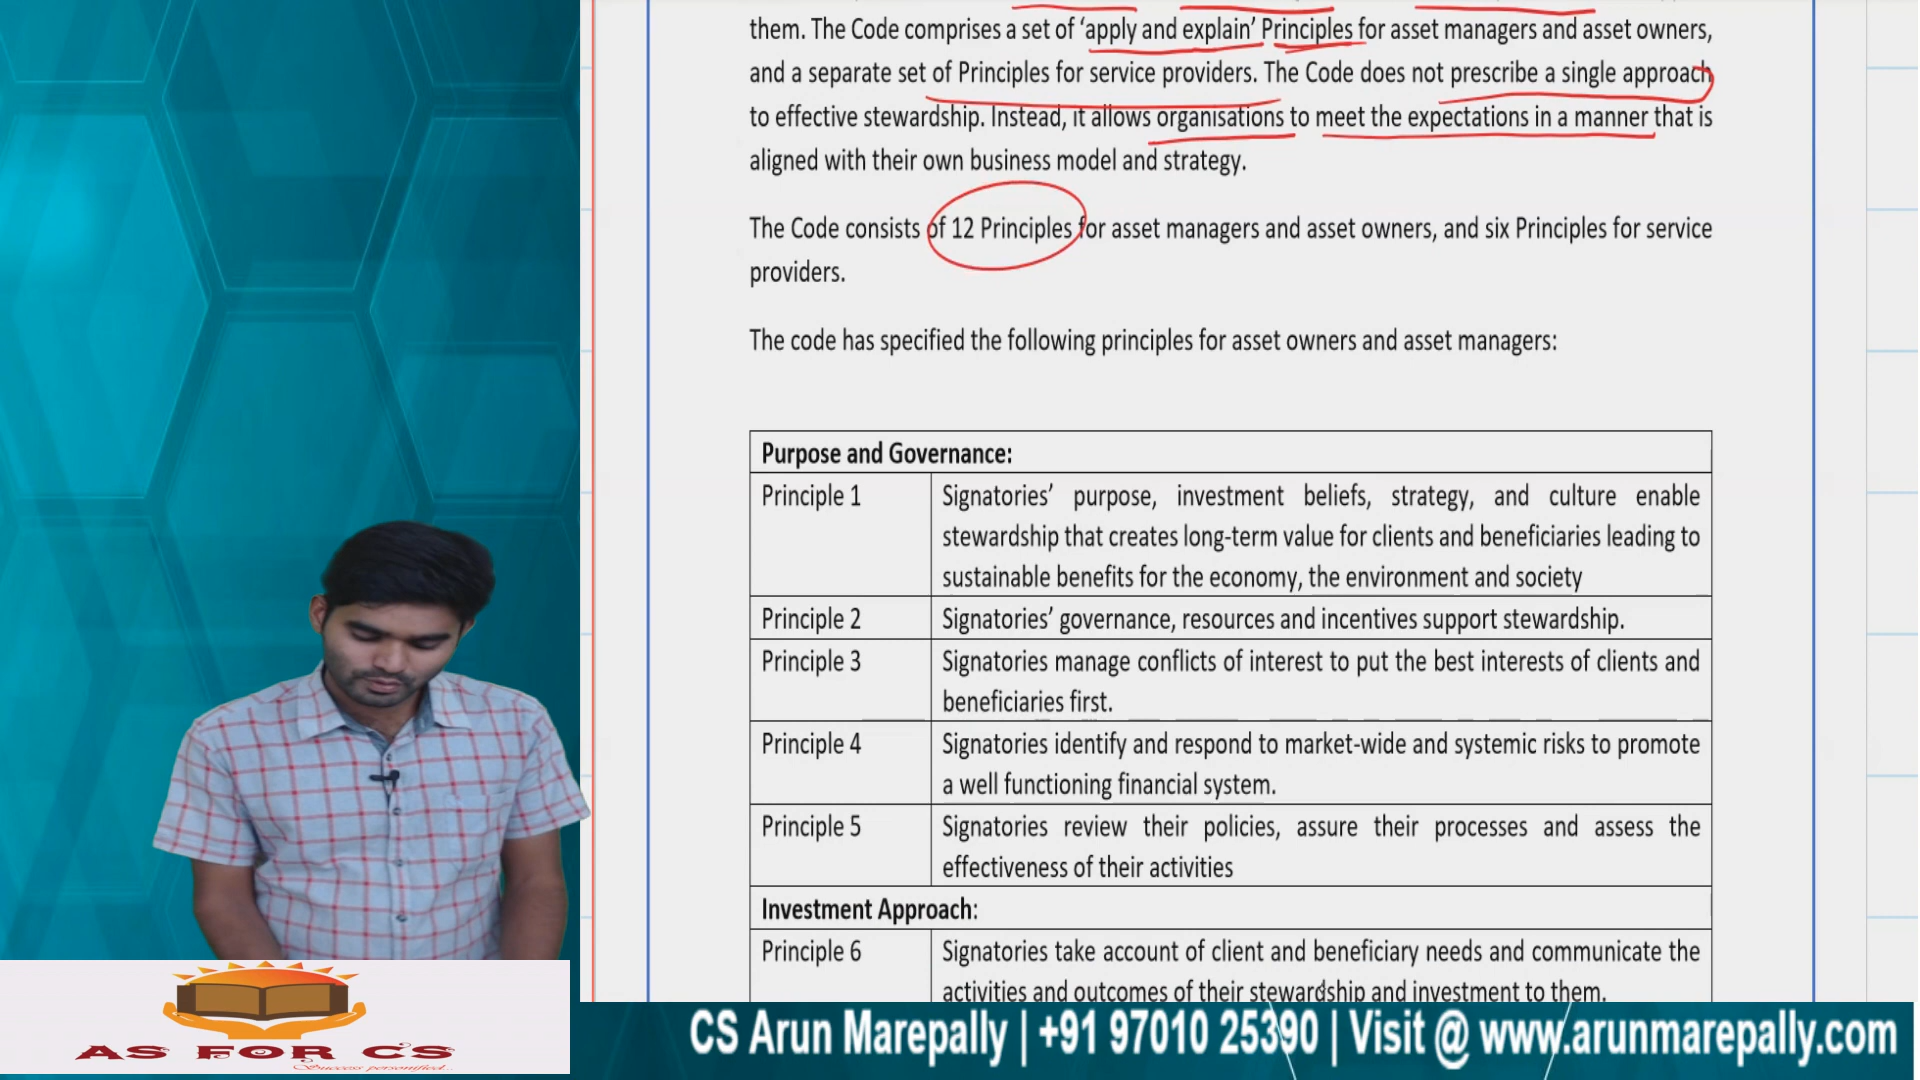 them. The Code comprises a set of ‘apply and explain’ Principles for asset managers and asset owners,
and a separate set of Principles for service providers. The Code does not prescribe a single approach
to effective stewardship. Instead, it allows organisations to meet the expectations in a manner that is
aligned with their own business model and strategy.
The Code consists of 12 Principles for asset managers and asset owners, and six Principles for service
providers.
The code has specified the following principles for asset owners and asset managers:
Purpose and Governance:
Principle 1 Signatories’ purpose, investment beliefs, strategy, and culture enable
stewardship that creates long-term value for clients and beneficiaries leading to
sustainable benefits for the economy, the environment and society
Principle 2 Signatories’ governance, resources and incentives support stewardship.
Principle 3 Signatories manage conflicts of interest to put the best interests of clients and
beneficiaries first.
Principle 4 Signatories identify and respond to market-wide and systemic risks to promote
a well functioning financial system.
Principle 5 Signatories review their policies, assure their processes and assess the
effectiveness of their activities
Investment Approach:
Principle 6 Signatories take account of client and beneficiary needs and communicate the
activities and outcomes of their stewardship and investment to them.
AS FOR CS
Success personified...
CS Arun Marepally | +91 97010 25390 | Visit @ www.arunmarepally.com